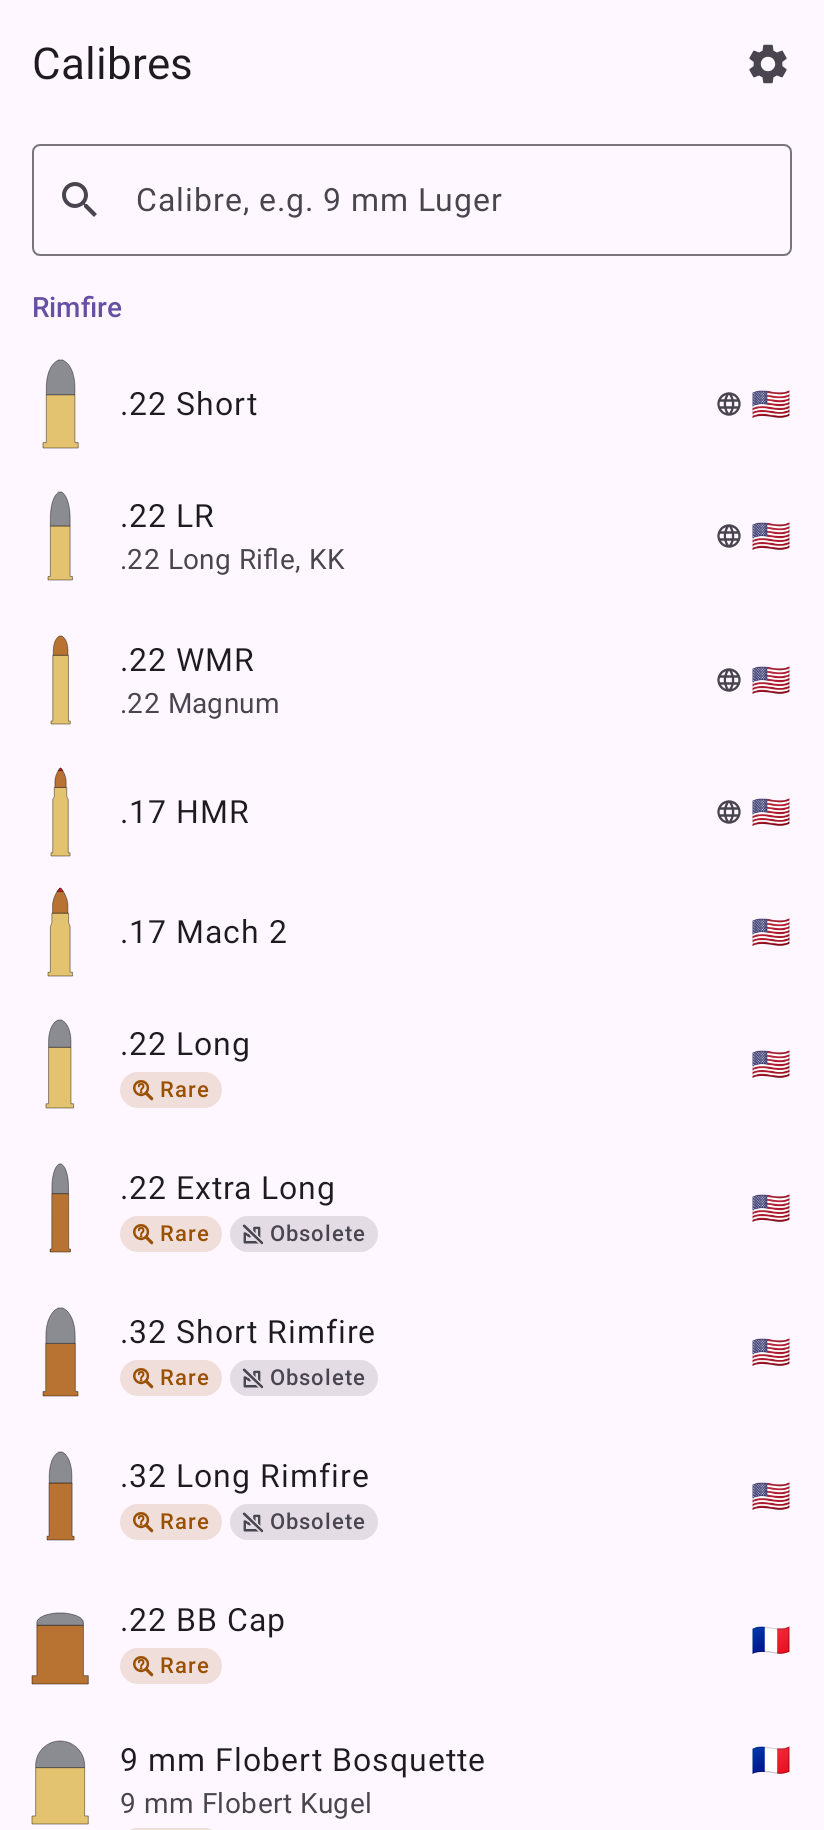 Calibres
Calibre, e.g. 9 mm Luger
Rimfire
.22 Short
.22 LR
.22 Long Rifle, KK
.22 WMR
.22 Magnum
.17 HMR
.17 Mach 2
.22 Long
Rare
.22 Extra Long
Rare Obsolete
.32 Short Rimfire
Rare Obsolete
.32 Long Rimfire
Rare Obsolete
.22 BB Cap
Rare
9 mm Flobert Bosquette
9 mm Flobert Kugel